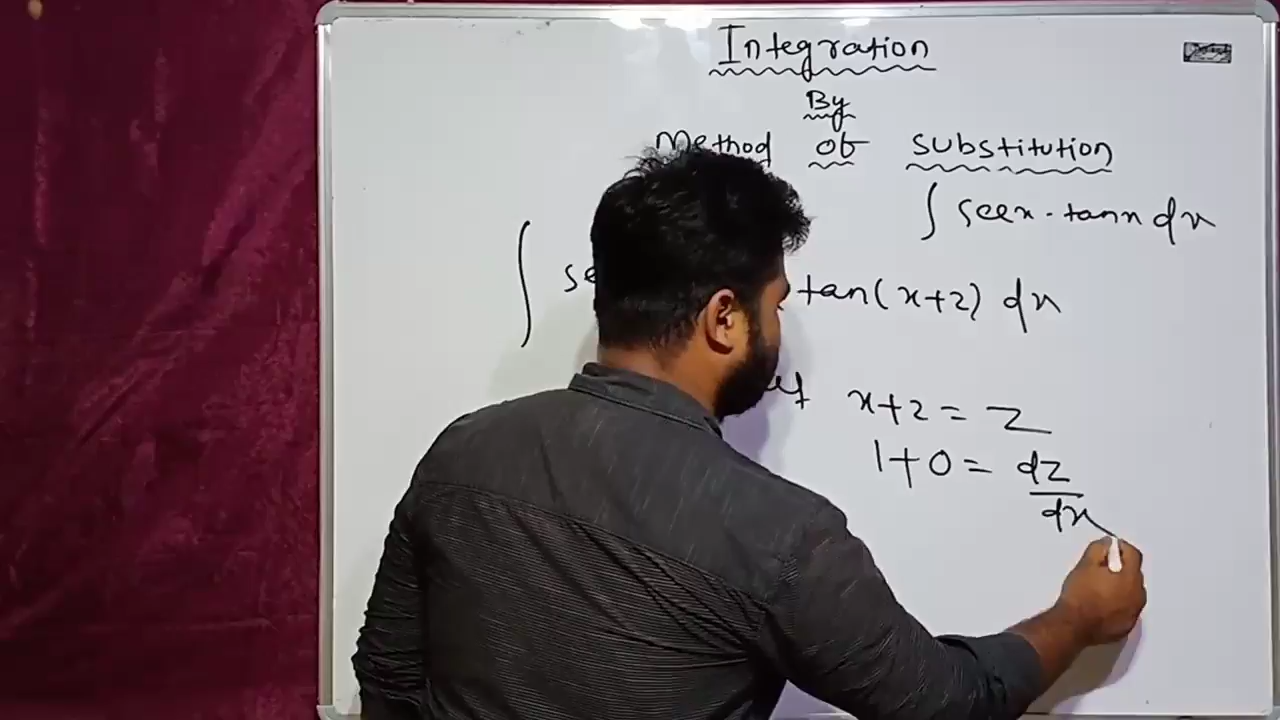 Integration
By
Method of substitution
∫ secx · tanx dx
∫ se tan(x+2) dx
x+2 = Z
1+0 = dz/dx